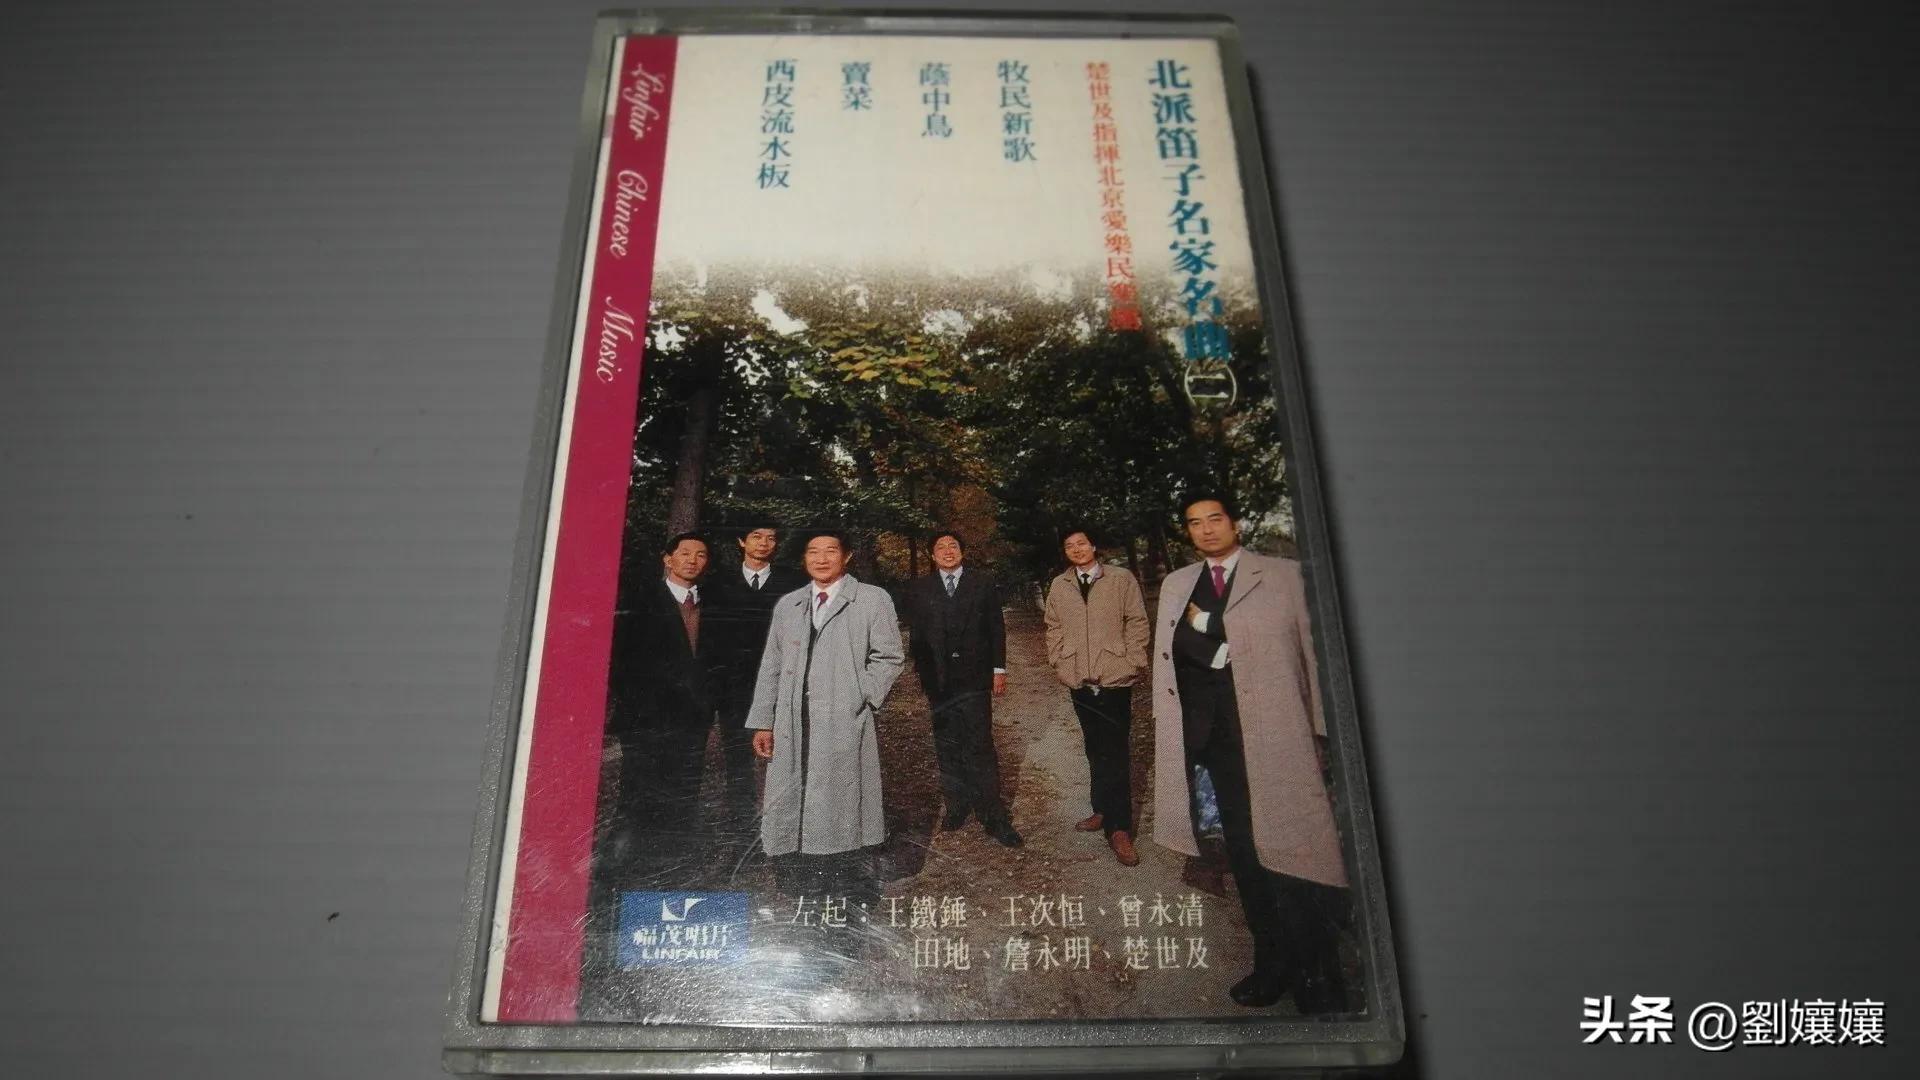 北派笛子名家名曲(二)
楚世及指揮北京愛樂民樂團
牧民新歌
蔭中鳥
賣菜
西皮流水板
Linfair Chinese Music
左起：王鐵錘、王次恒、曾永清
、田地、詹永明、楚世及
福茂唱片
LINFAIR
头条 @劉孃孃